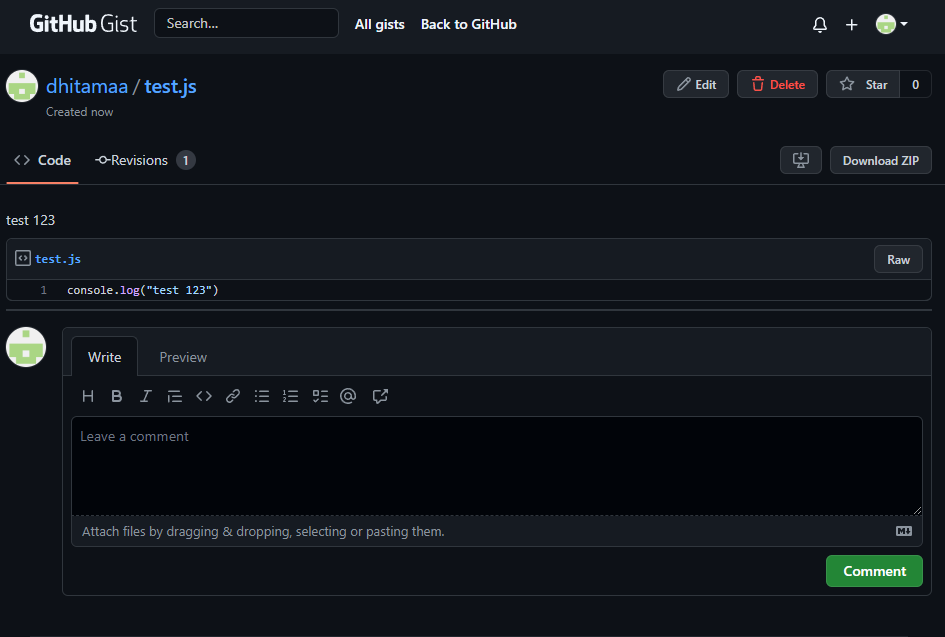 GitHub Gist Search... All gists Back to GitHub
dhitamaa / test.js Edit Delete Star 0
Created now
Code Revisions 1 Download ZIP
test 123
test.js Raw
1 console.log("test 123")
Write Preview
Leave a comment
Attach files by dragging & dropping, selecting or pasting them.
Comment